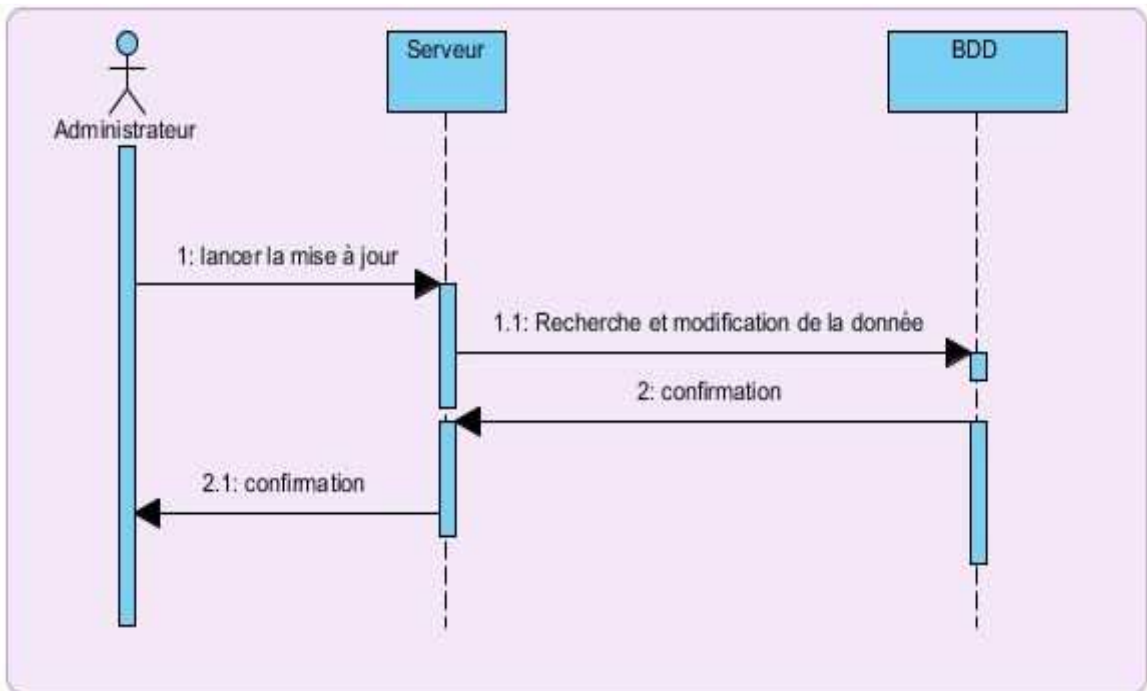 Serveur
BDD
Administrateur
1: lancer la mise à jour
1.1: Recherche et modification de la donnée
2: confirmation
2.1: confirmation